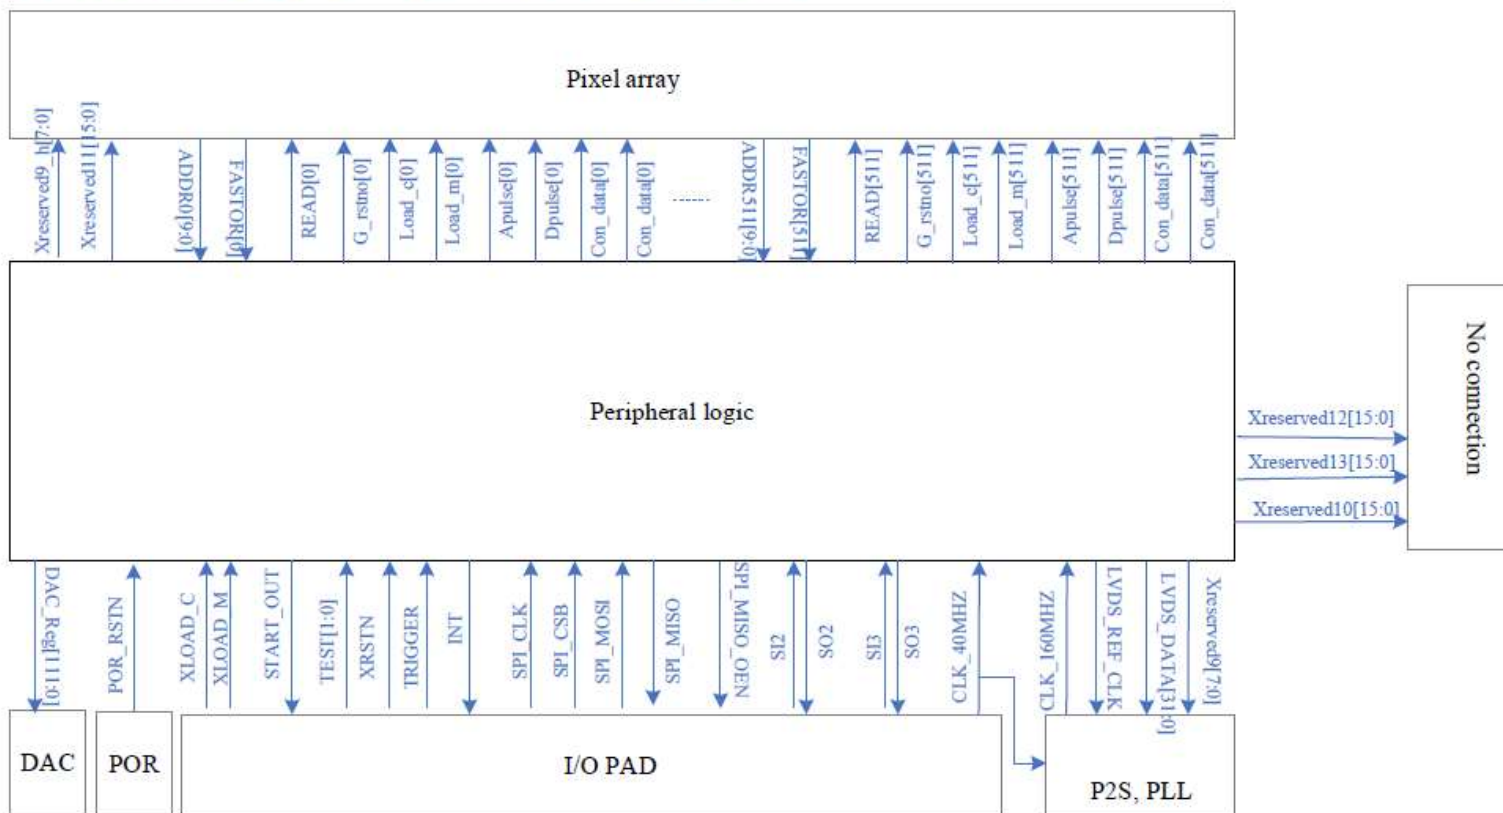 Pixel array
Xreserved9_h[7:0]
Xreserved11[15:0]
ADDR0[9:0]
FASTOR[0]
READ[0]
G_rstno[0]
Load_c[0]
Load_m[0]
Apulse[0]
Dpulse[0]
Con_data[0]
Con_data[0]
ADDR511[9:0]
FASTOR[511]
READ[511]
G_rstno[511]
Load_c[511]
Load_m[511]
Apulse[511]
Dpulse[511]
Con_data[511]
Con_data[511]
Peripheral logic
Xreserved12[15:0]
Xreserved13[15:0]
Xreserved10[15:0]
No connection
DAC_Reg[111:0]
POR_RSTN
XLOAD_C
XLOAD_M
START_OUT
TEST[1:0]
XRSTN
TRIGGER
INT
SPI_CLK
SPI_CSB
SPI_MOSI
SPI_MISO
SPI_MISO_OEN
SI2
SO2
SI3
SO3
CLK_40MHZ
CLK_160MHZ
LVDS_REF_CLK
LVDS_DATA[31:0]
Xreserved9[7:0]
DAC
POR
I/O PAD
P2S, PLL